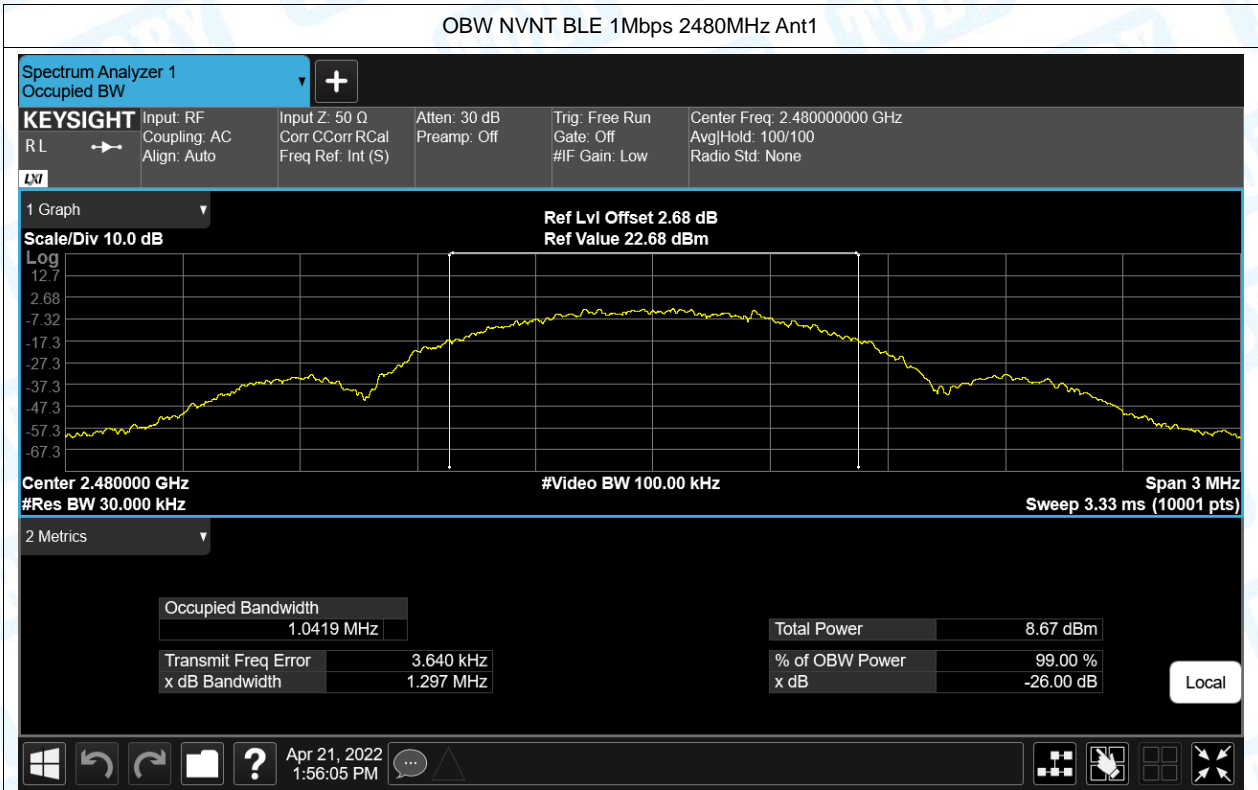 OBW NVNT BLE 1Mbps 2480MHz Ant1
Spectrum Analyzer 1
Occupied BW
KEYSIGHT
RL
LXI
Input: RF
Coupling: AC
Align: Auto
Input Z: 50 Ω
Corr CCorr RCal
Freq Ref: Int (S)
Atten: 30 dB
Preamp: Off
Trig: Free Run
Gate: Off
#IF Gain: Low
Center Freq: 2.480000000 GHz
Avg|Hold: 100/100
Radio Std: None
1 Graph
Scale/Div 10.0 dB
Ref Lvl Offset 2.68 dB
Ref Value 22.68 dBm
Log
12.7
2.68
-7.32
-17.3
-27.3
-37.3
-47.3
-57.3
-67.3
Center 2.480000 GHz
#Res BW 30.000 kHz
#Video BW 100.00 kHz
Span 3 MHz
Sweep 3.33 ms (10001 pts)
2 Metrics
Occupied Bandwidth
1.0419 MHz
Transmit Freq Error 3.640 kHz
x dB Bandwidth 1.297 MHz
Total Power 8.67 dBm
% of OBW Power 99.00 %
x dB -26.00 dB
Local
?
Apr 21, 2022
1:56:05 PM